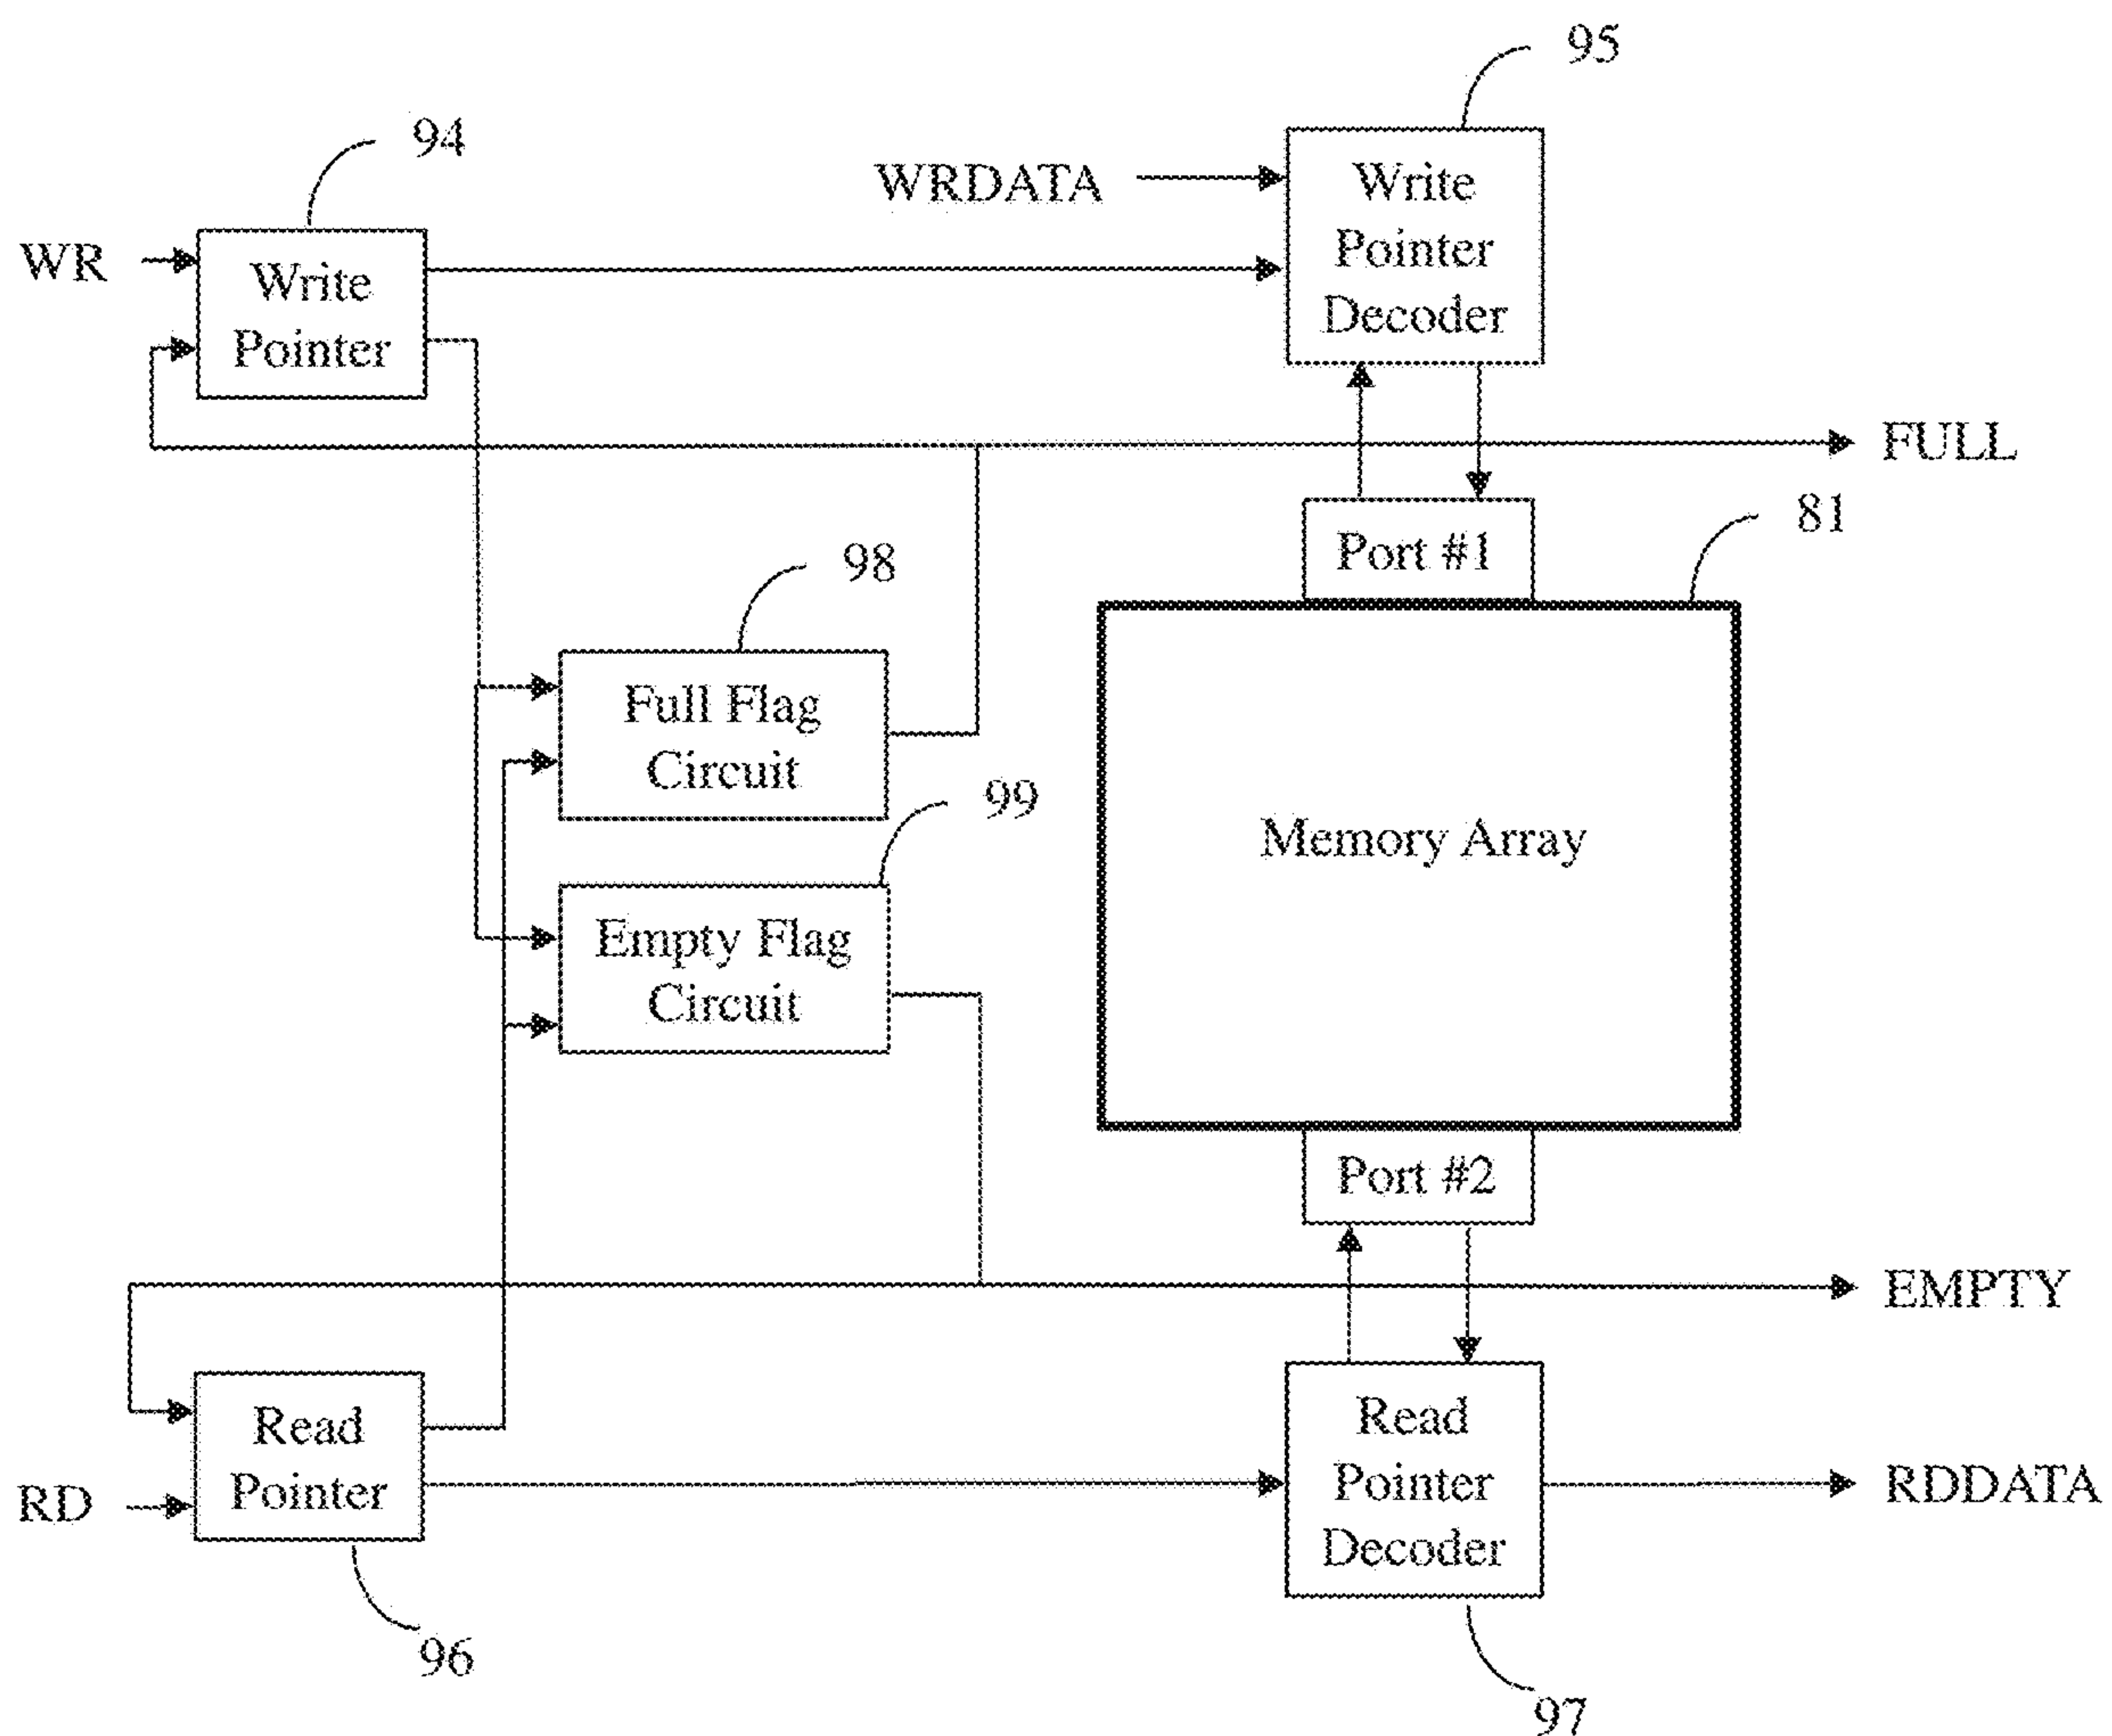 95
94
WRDATA
Write
Pointer
Decoder
WR
Write
Pointer
FULL
81
Port #1
98
Full Flag
Circuit
99
Memory Array
Empty Flag
Circuit
Port #2
EMPTY
Read
Pointer
RD
Read
Pointer
Decoder
RDDATA
96
97